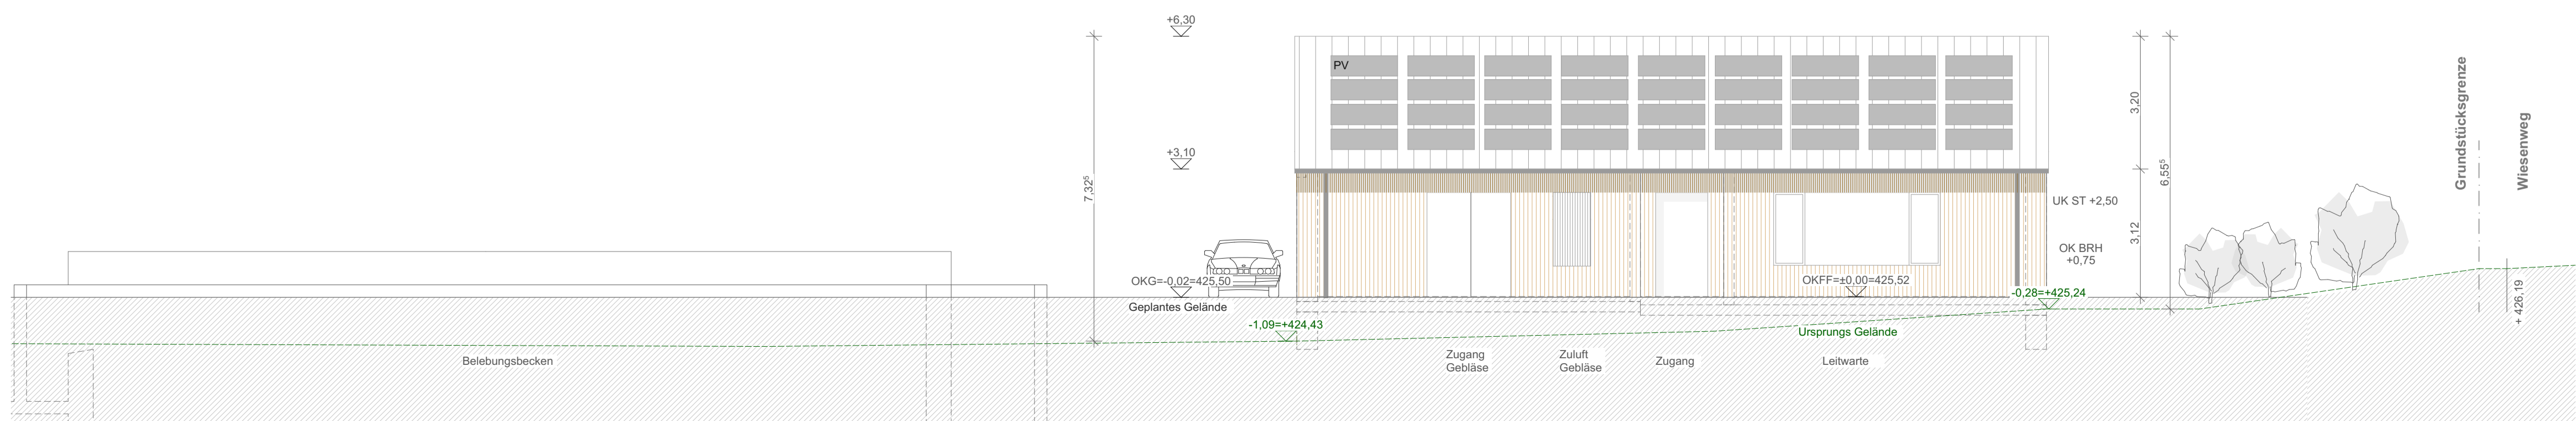 +6,30
PV
+3,10
7,32⁵
3,20
3,12
6,55⁵
Grundstücksgrenze
Wiesenweg
UK ST +2,50
OK BRH
+0,75
OKG=-0,02=425,50
OKFF=±0,00=425,52
-0,28=+425,24
Geplantes Gelände
-1,09=+424,43
Ursprungs Gelände
+ 426,19
Belebungsbecken
Zugang
Gebläse
Zuluft
Gebläse
Zugang
Leitwarte